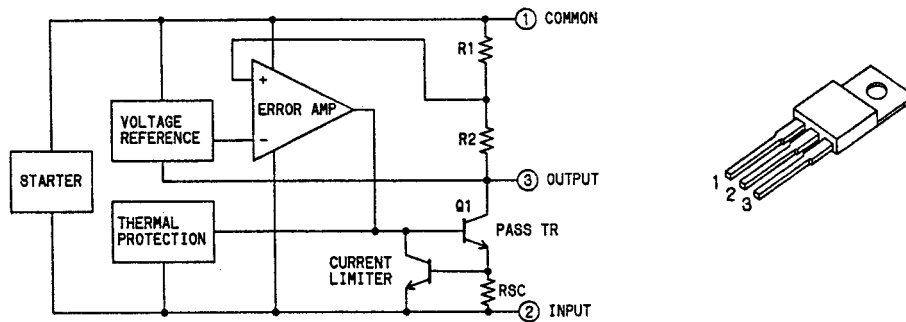 ① COMMON
R1
+
ERROR AMP
−
VOLTAGE
REFERENCE
R2
STARTER
③ OUTPUT
Q1
THERMAL
PROTECTION
PASS TR
CURRENT
LIMITER
RSC
② INPUT
1
2
3